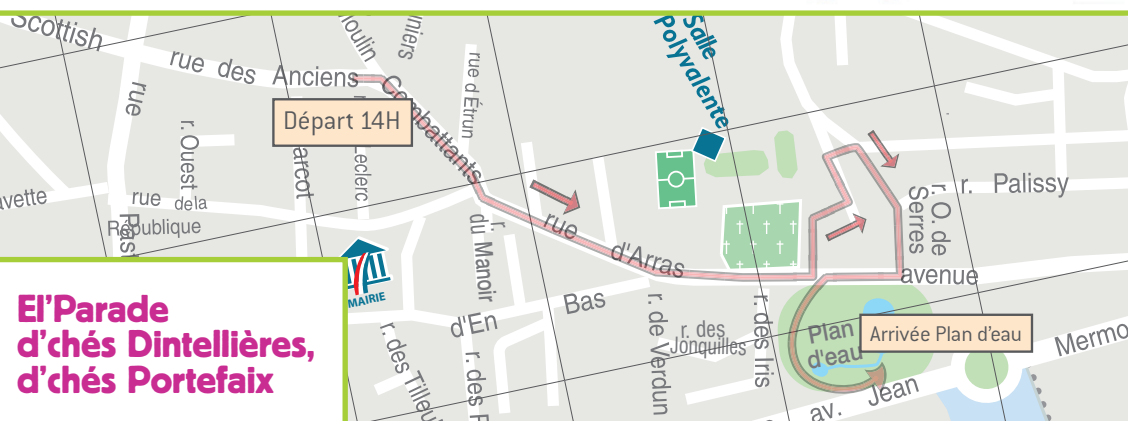 Scottish
rue des Anciens Combattants
Départ 14H
rue
r. Ouest
rue de la
République
r. Leclerc
rue d'Étrun
Salle
Polyvalente
rue d'Arras
r.
du Manoir
MAIRIE
d'En Bas
r. des
Jonquilles
r. de Verdun
r. des Iris
avenue
r. O. de
Serres
r. Palissy
Plan
d'eau
Arrivée Plan d'eau
av. Jean Mermo
El'Parade
d'chés Dintellières,
d'chés Portefaix